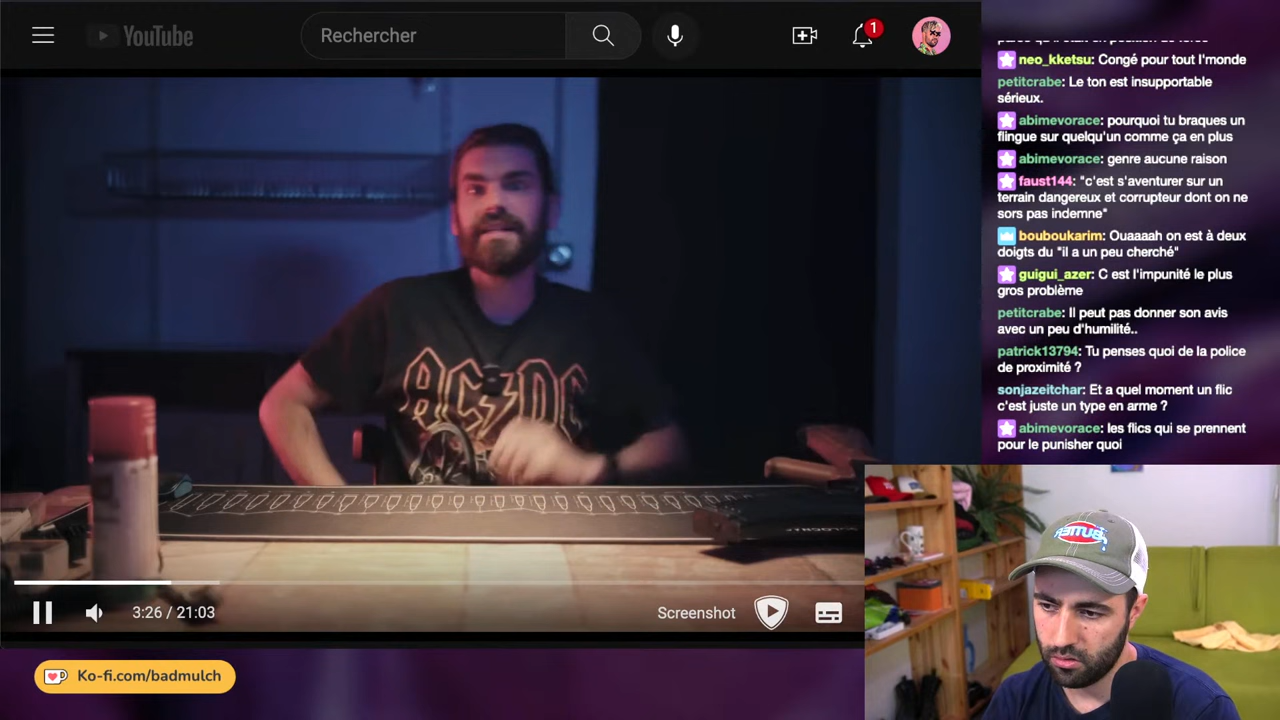 YouTube
Rechercher
1
neo_kketsu: Congé pour tout l'monde
petitcrabe: Le ton est insupportable
sérieux.
abimevorace: pourquoi tu braques un
flingue sur quelqu'un comme ça en plus
abimevorace: genre aucune raison
faust144: "c'est s'aventurer sur un
terrain dangereux et corrupteur dont on ne
sors pas indemne"
bouboukarim: Ouaaaah on est à deux
doigts du "il a un peu cherché"
guigui_azer: C est l'impunité le plus
gros problème
petitcrabe: Il peut pas donner son avis
avec un peu d'humilité..
patrick13794: Tu penses quoi de la police
de proximité ?
sonjazeitchar: Et a quel moment un flic
c'est juste un type en arme ?
abimevorace: les flics qui se prennent
pour le punisher quoi
AC DC
3:26 / 21:03
Screenshot
Ko-fi.com/badmulch